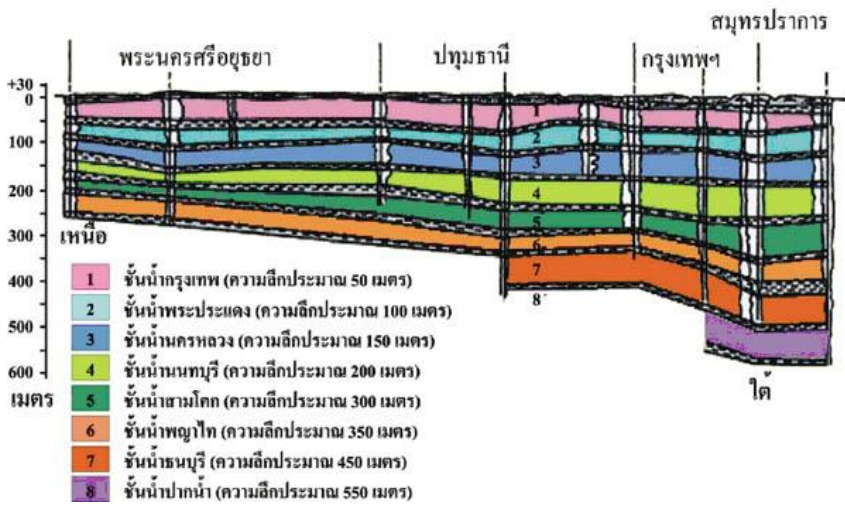 สมุทรปราการ
พระนครศรีอยุธยา ปทุมธานี กรุงเทพฯ
+30
0
100
200
300
400
500
600
เมตร
1
2
3
4
5
6
7
8
เหนือ
ใต้
1 ชั้นน้ำกรุงเทพ (ความลึกประมาณ 50 เมตร)
2 ชั้นน้ำพระประแดง (ความลึกประมาณ 100 เมตร)
3 ชั้นน้ำนครหลวง (ความลึกประมาณ 150 เมตร)
4 ชั้นน้ำนนทบุรี (ความลึกประมาณ 200 เมตร)
5 ชั้นน้ำสามโคก (ความลึกประมาณ 300 เมตร)
6 ชั้นน้ำพญาไท (ความลึกประมาณ 350 เมตร)
7 ชั้นน้ำธนบุรี (ความลึกประมาณ 450 เมตร)
8 ชั้นน้ำปากน้ำ (ความลึกประมาณ 550 เมตร)